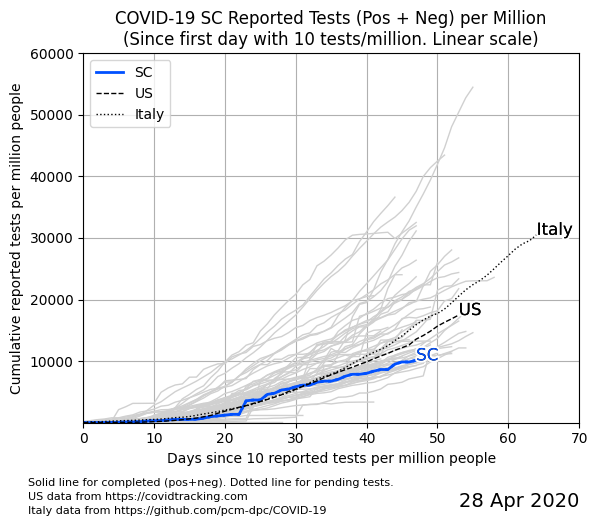 COVID-19 SC Reported Tests (Pos + Neg) per Million
(Since first day with 10 tests/million. Linear scale)
Cumulative reported tests per million people
60000
50000
40000
30000
20000
10000
SC
US
Italy
Italy
US
SC
0 10 20 30 40 50 60 70
Days since 10 reported tests per million people
Solid line for completed (pos+neg). Dotted line for pending tests.
US data from https://covidtracking.com
Italy data from https://github.com/pcm-dpc/COVID-19
28 Apr 2020